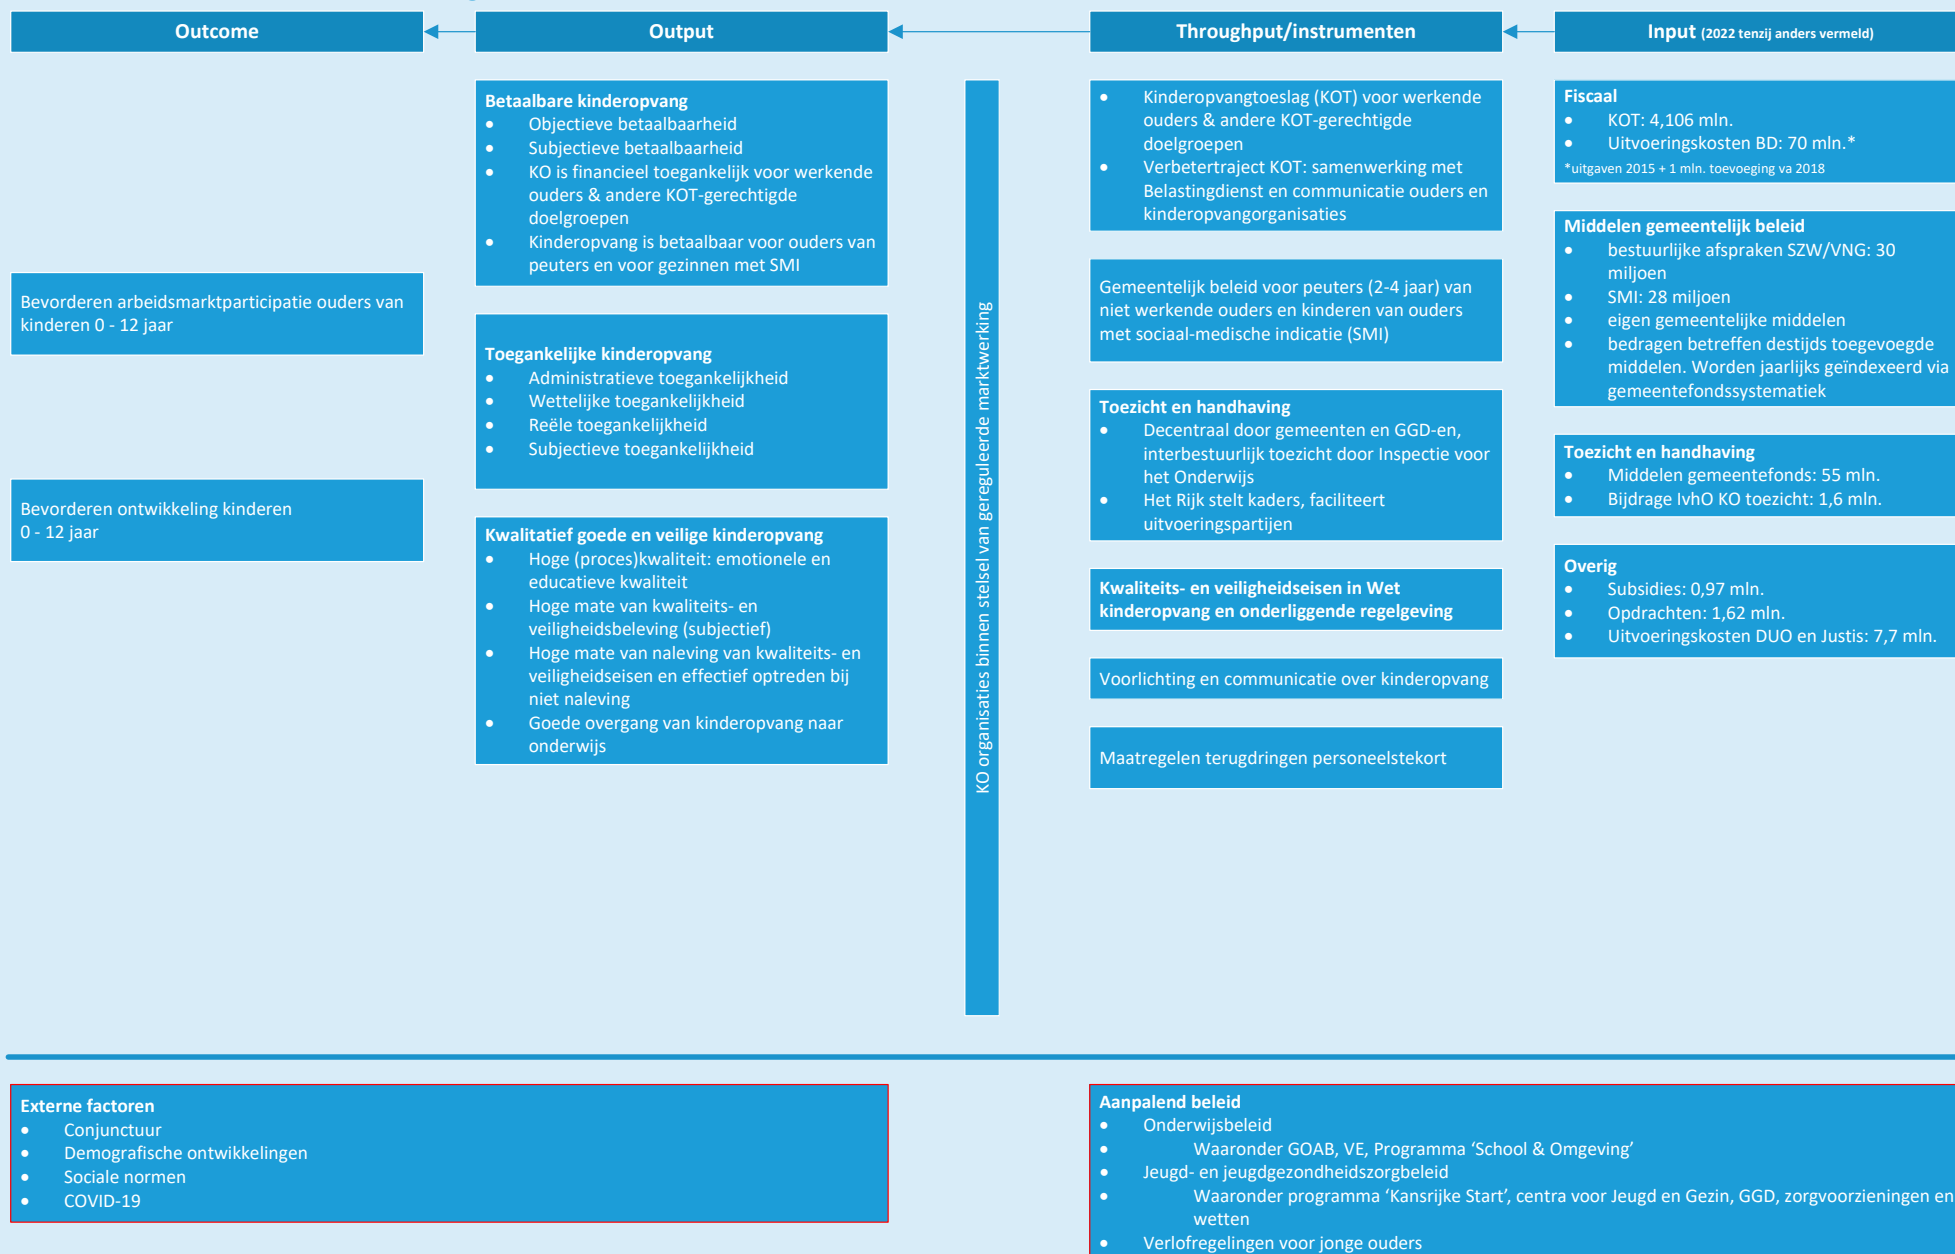 Outcome
Output
Throughput/instrumenten
Input (2022 tenzij anders vermeld)
Bevorderen arbeidsmarktparticipatie ouders van
kinderen 0 - 12 jaar
Bevorderen ontwikkeling kinderen
0 - 12 jaar
Betaalbare kinderopvang
• Objectieve betaalbaarheid
• Subjectieve betaalbaarheid
• KO is financieel toegankelijk voor werkende
ouders & andere KOT-gerechtigde
doelgroepen
• Kinderopvang is betaalbaar voor ouders van
peuters en voor gezinnen met SMI
Toegankelijke kinderopvang
• Administratieve toegankelijkheid
• Wettelijke toegankelijkheid
• Reële toegankelijkheid
• Subjectieve toegankelijkheid
Kwalitatief goede en veilige kinderopvang
• Hoge (proces)kwaliteit: emotionele en
educatieve kwaliteit
• Hoge mate van kwaliteits- en
veiligheidsbeleving (subjectief)
• Hoge mate van naleving van kwaliteits- en
veiligheidseisen en effectief optreden bij
niet naleving
• Goede overgang van kinderopvang naar
onderwijs
KO organisaties binnen stelsel van gereguleerde marktwerking
• Kinderopvangtoeslag (KOT) voor werkende
ouders & andere KOT-gerechtigde
doelgroepen
• Verbetertraject KOT: samenwerking met
Belastingdienst en communicatie ouders en
kinderopvangorganisaties
Gemeentelijk beleid voor peuters (2-4 jaar) van
niet werkende ouders en kinderen van ouders
met sociaal-medische indicatie (SMI)
Toezicht en handhaving
• Decentraal door gemeenten en GGD-en,
interbestuurlijk toezicht door Inspectie voor
het Onderwijs
• Het Rijk stelt kaders, faciliteert
uitvoeringspartijen
Kwaliteits- en veiligheidseisen in Wet
kinderopvang en onderliggende regelgeving
Voorlichting en communicatie over kinderopvang
Maatregelen terugdringen personeelstekort
Fiscaal
• KOT: 4,106 mln.
• Uitvoeringskosten BD: 70 mln.*
*uitgaven 2015 + 1 mln. toevoeging va 2018
Middelen gemeentelijk beleid
• bestuurlijke afspraken SZW/VNG: 30
miljoen
• SMI: 28 miljoen
• eigen gemeentelijke middelen
• bedragen betreffen destijds toegevoegde
middelen. Worden jaarlijks geïndexeerd via
gemeentefondssystematiek
Toezicht en handhaving
• Middelen gemeentefonds: 55 mln.
• Bijdrage IvhO KO toezicht: 1,6 mln.
Overig
• Subsidies: 0,97 mln.
• Opdrachten: 1,62 mln.
• Uitvoeringskosten DUO en Justis: 7,7 mln.
Externe factoren
• Conjunctuur
• Demografische ontwikkelingen
• Sociale normen
• COVID-19
Aanpalend beleid
• Onderwijsbeleid
• Waaronder GOAB, VE, Programma ‘School & Omgeving’
• Jeugd- en jeugdgezondheidszorgbeleid
• Waaronder programma ‘Kansrijke Start’, centra voor Jeugd en Gezin, GGD, zorgvoorzieningen en
wetten
• Verlofregelingen voor jonge ouders